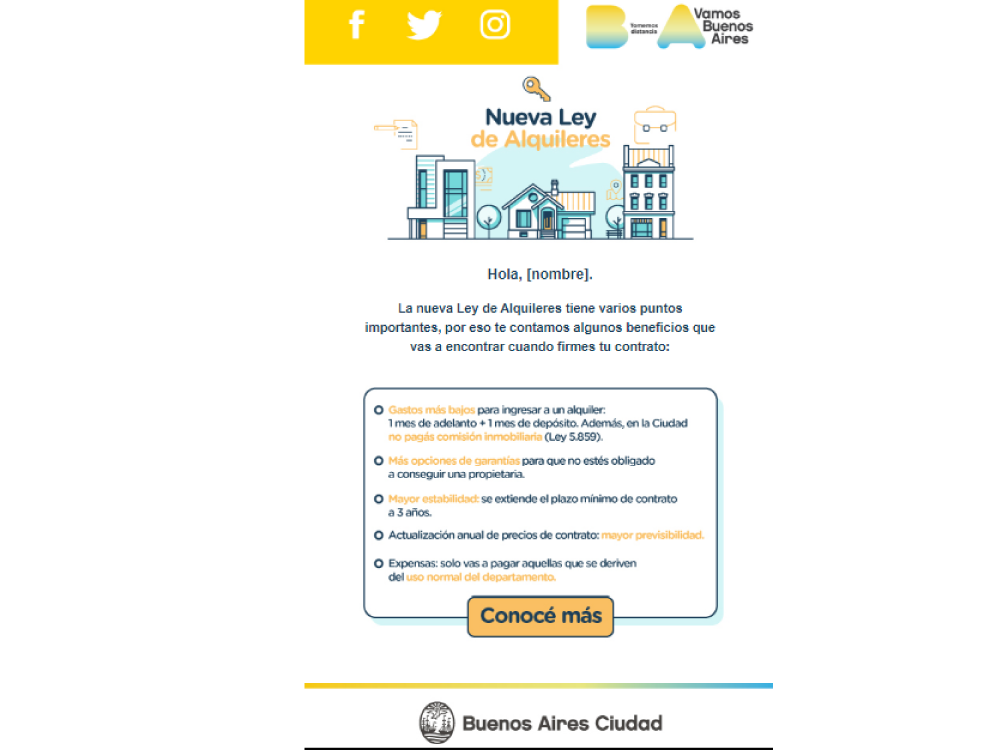 BA
Tomemos
distancia
Vamos
Buenos
Aires
Nueva Ley
de Alquileres
Hola, [nombre].
La nueva Ley de Alquileres tiene varios puntos
importantes, por eso te contamos algunos beneficios que
vas a encontrar cuando firmes tu contrato:
Gastos más bajos para ingresar a un alquiler:
1 mes de adelanto + 1 mes de depósito. Además, en la Ciudad
no pagás comisión inmobiliaria (Ley 5.859).
Más opciones de garantías para que no estés obligado
a conseguir una propietaria.
Mayor estabilidad: se extiende el plazo mínimo de contrato
a 3 años.
Actualización anual de precios de contrato: mayor previsibilidad.
Expensas: solo vas a pagar aquellas que se deriven
del uso normal del departamento.
Conocé más
Buenos Aires Ciudad